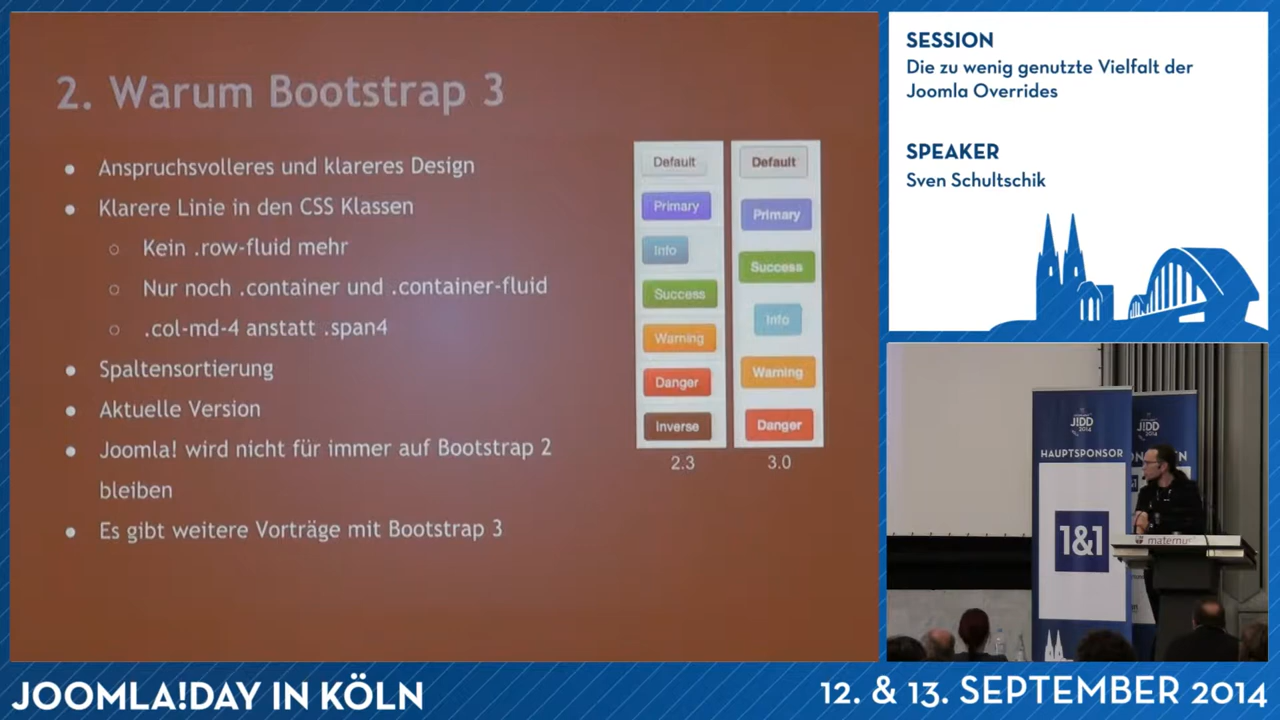 2. Warum Bootstrap 3
● Anspruchsvolleres und klareres Design
● Klarere Linie in den CSS Klassen
○ Kein .row-fluid mehr
○ Nur noch .container und .container-fluid
○ .col-md-4 anstatt .span4
● Spaltensortierung
● Aktuelle Version
● Joomla! wird nicht für immer auf Bootstrap 2
bleiben
● Es gibt weitere Vorträge mit Bootstrap 3
Default
Primary
Info
Success
Warning
Danger
Inverse
2.3
Default
Primary
Success
Info
Warning
Danger
3.0
SESSION
Die zu wenig genutzte Vielfalt der
Joomla Overrides
SPEAKER
Sven Schultschik
J!DD
2014
HAUPTSPONSOR
1&1
J!DD
2014
maternus
JOOMLA!DAY IN KÖLN
12. & 13. SEPTEMBER 2014